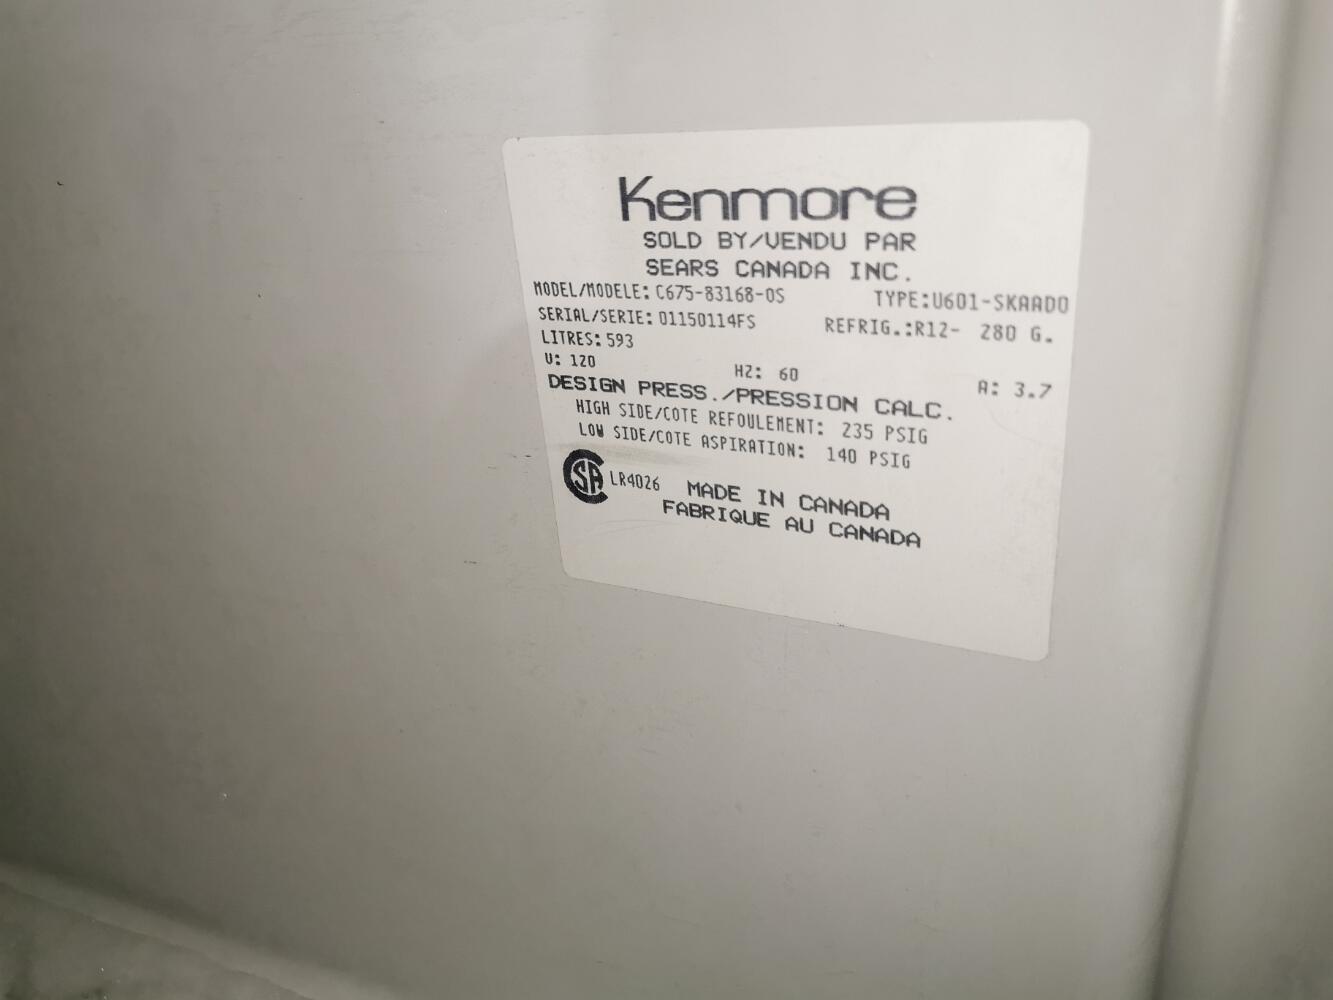 Kenmore
SOLD BY/VENDU PAR
SEARS CANADA INC.
MODEL/MODELE: C675-83168-0S TYPE:U601-SKAADO
SERIAL/SERIE: 01150114FS REFRIG.:R12- 280 G.
LITRES: 593
V: 120 HZ: 60 A: 3.7
DESIGN PRESS./PRESSION CALC.
HIGH SIDE/COTE REFOULEMENT: 235 PSIG
LOW SIDE/COTE ASPIRATION: 140 PSIG
SA LR4026 MADE IN CANADA
FABRIQUE AU CANADA